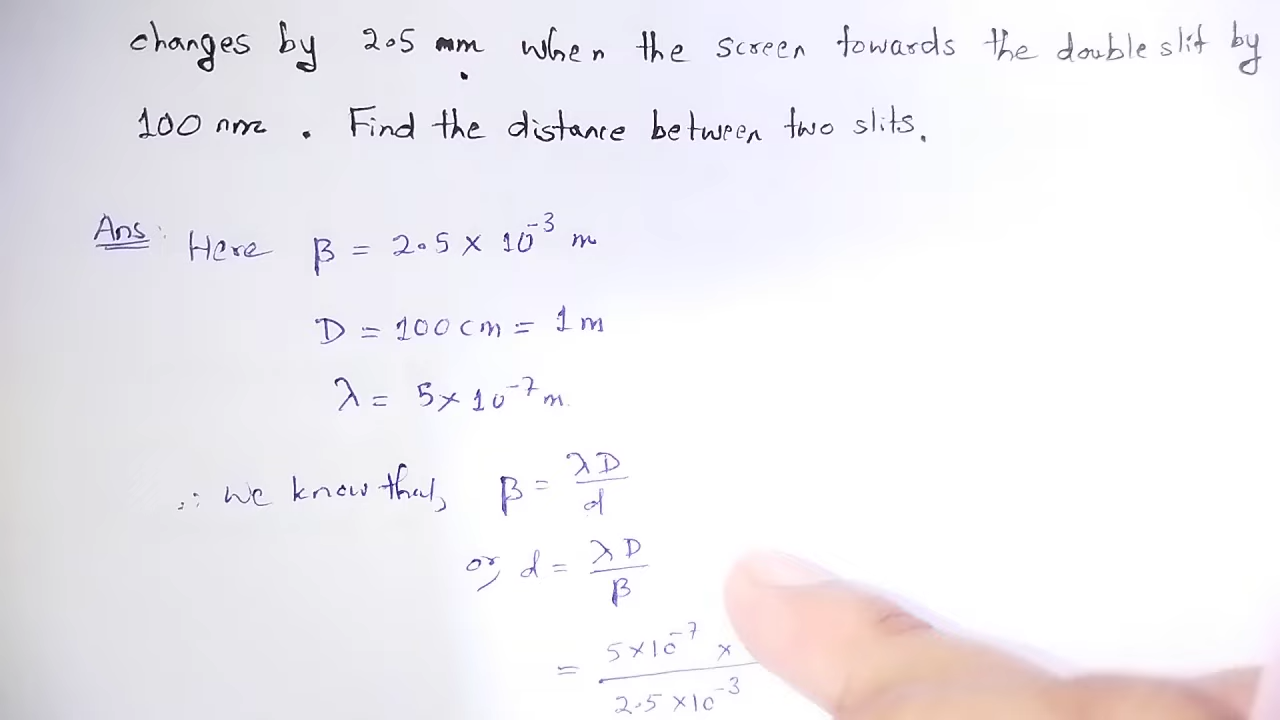 changes by 2.5 mm when the screen towards the double slit by
100 nm. Find the distance between two slits.
Ans: Here β = 2.5 × 10⁻³ m
D = 100 cm = 1 m
λ = 5 × 10⁻⁷ m.
∴ we know that, β = λD/d
or, d = λD/β
= 5×10⁻⁷ × / 2.5×10⁻³